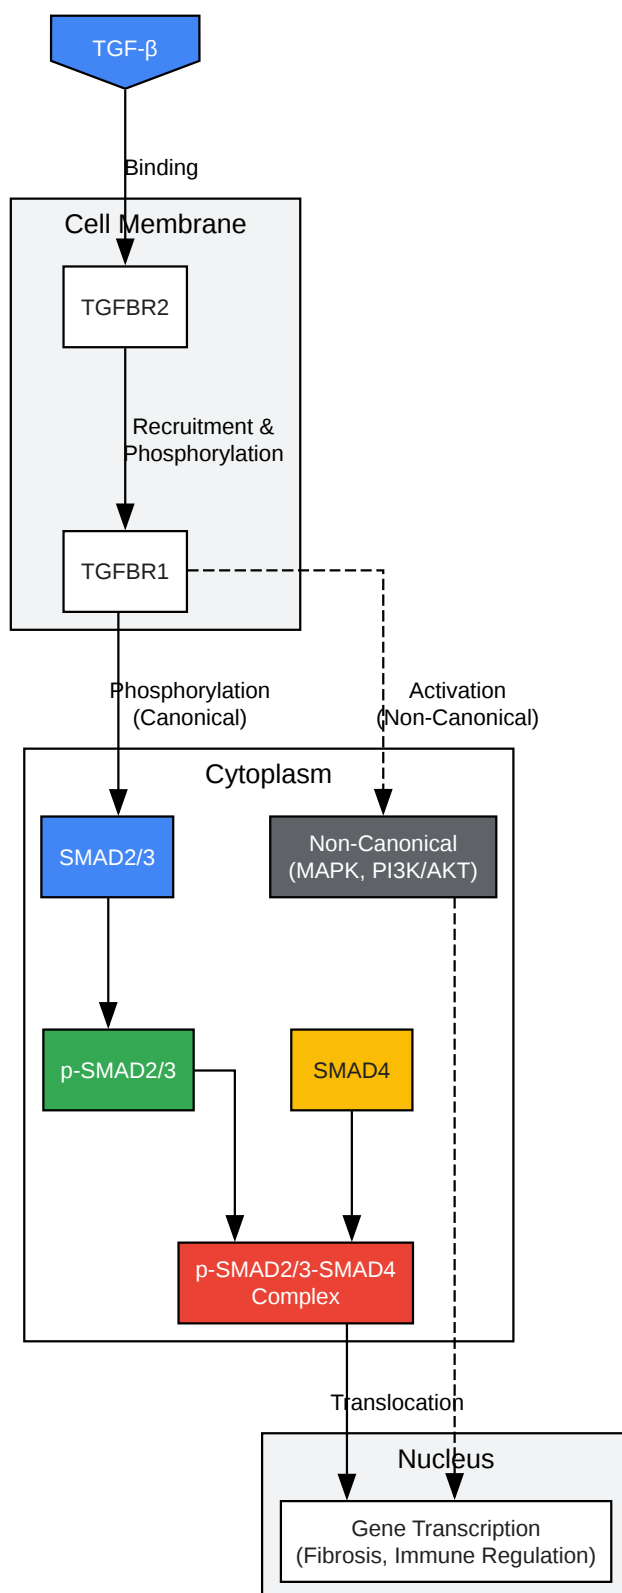 TGF-β
Binding
Cell Membrane
TGFBR2
Recruitment &
Phosphorylation
TGFBR1
Phosphorylation
(Canonical)
Activation
(Non-Canonical)
Cytoplasm
SMAD2/3
Non-Canonical
(MAPK, PI3K/AKT)
p-SMAD2/3
SMAD4
p-SMAD2/3-SMAD4
Complex
Translocation
Nucleus
Gene Transcription
(Fibrosis, Immune Regulation)